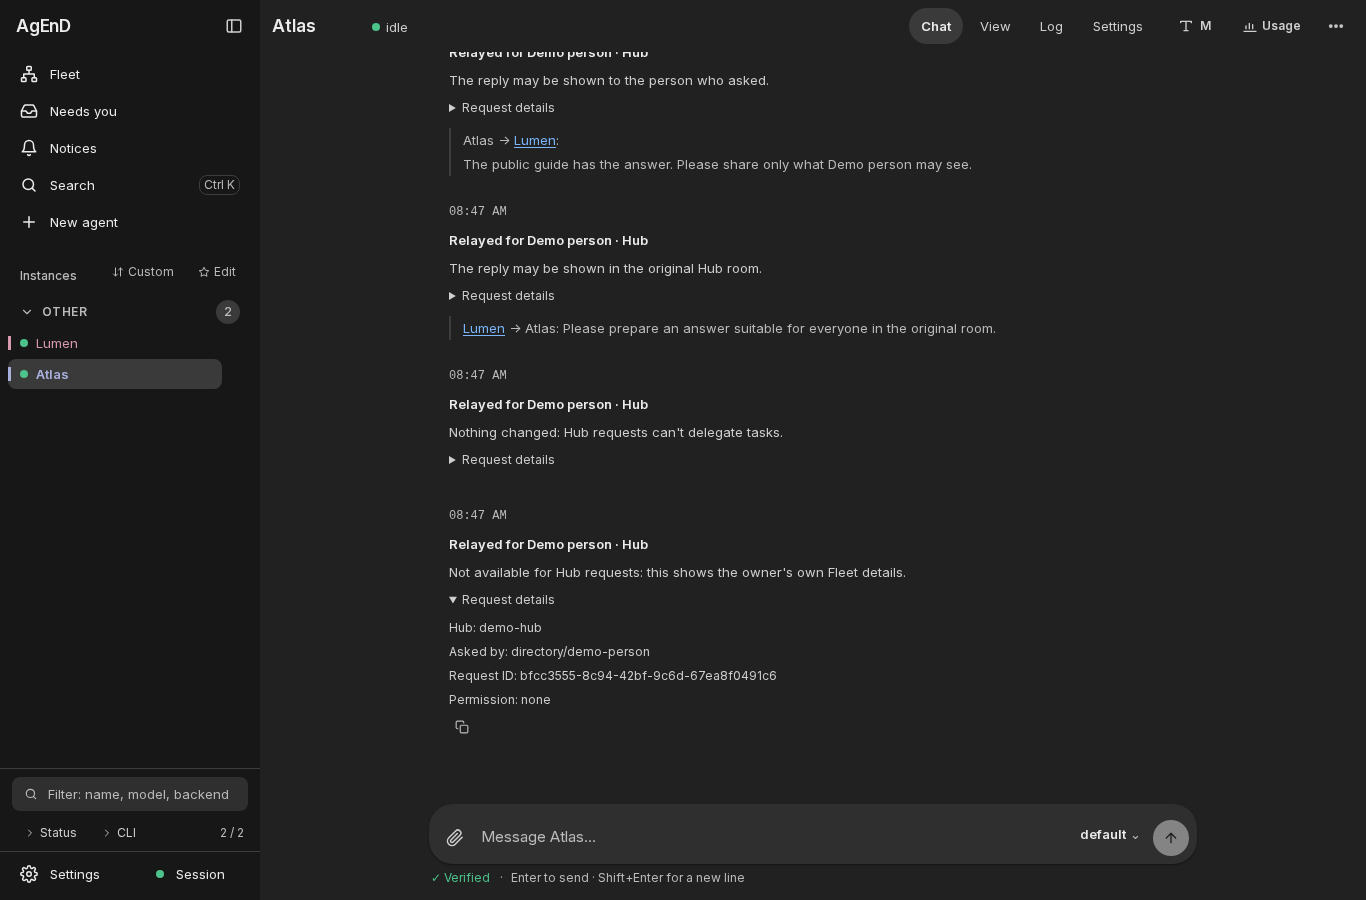 AgEnD
Fleet
Needs you
Notices
Search
Ctrl K
New agent
Instances
Custom
Edit
OTHER
2
Lumen
Atlas
Filter: name, model, backend
Status
CLI
2 / 2
Settings
Session
Atlas
idle
Chat
View
Log
Settings
M
Usage
Relayed for Demo person · Hub
The reply may be shown to the person who asked.
Request details
Atlas → Lumen:
The public guide has the answer. Please share only what Demo person may see.
08:47 AM
Relayed for Demo person · Hub
The reply may be shown in the original Hub room.
Request details
Lumen → Atlas: Please prepare an answer suitable for everyone in the original room.
08:47 AM
Relayed for Demo person · Hub
Nothing changed: Hub requests can't delegate tasks.
Request details
08:47 AM
Relayed for Demo person · Hub
Not available for Hub requests: this shows the owner's own Fleet details.
Request details
Hub: demo-hub
Asked by: directory/demo-person
Request ID: bfcc3555-8c94-42bf-9c6d-67ea8f0491c6
Permission: none
Message Atlas...
default
✓ Verified · Enter to send · Shift+Enter for a new line